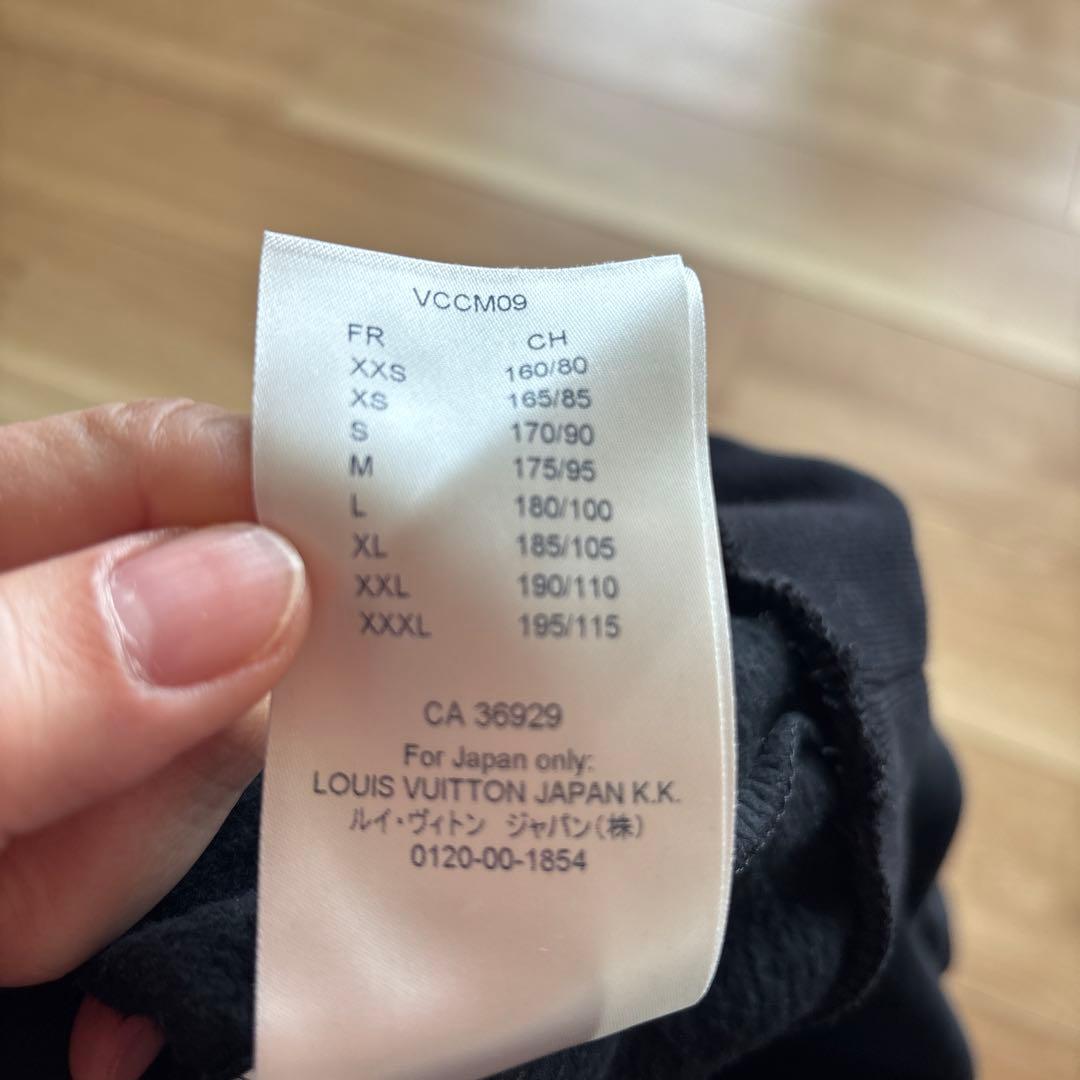 VCCM09
FR CH
XXS 160/80
XS 165/85
S 170/90
M 175/95
L 180/100
XL 185/105
XXL 190/110
XXXL 195/115
CA 36929
For Japan only:
LOUIS VUITTON JAPAN K.K.
ルイ・ヴィトン ジャパン(株)
0120-00-1854